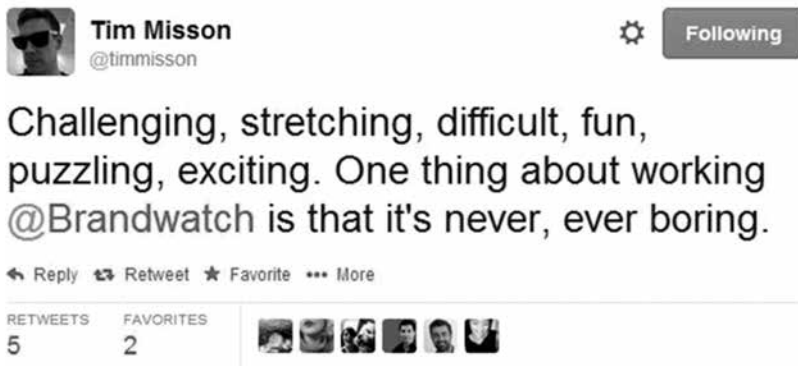 Tim Misson
@timmisson
Following
Challenging, stretching, difficult, fun,
puzzling, exciting. One thing about working
@Brandwatch is that it's never, ever boring.
Reply Retweet Favorite More
RETWEETS FAVORITES
5 2